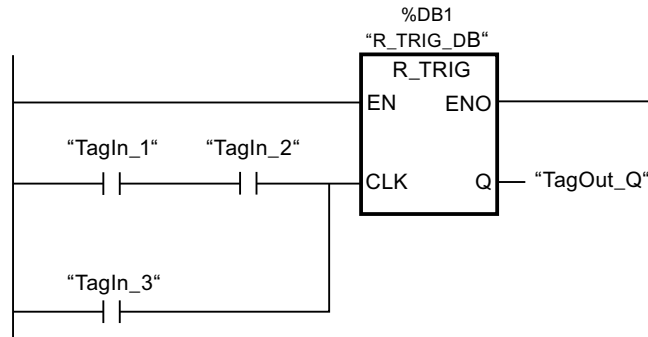 %DB1
“R_TRIG_DB“
R_TRIG
EN ENO
“TagIn_1“ “TagIn_2“
CLK Q “TagOut_Q“
“TagIn_3“